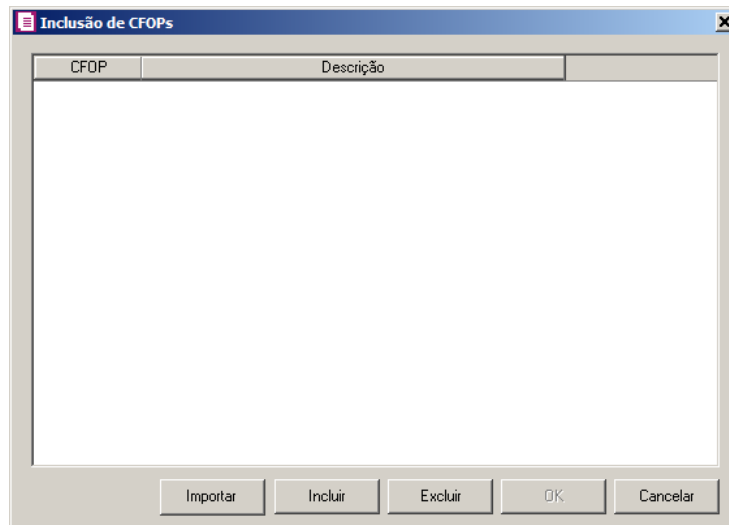 Inclusão de CFOPs
CFOP Descrição
Importar Incluir Excluir OK Cancelar